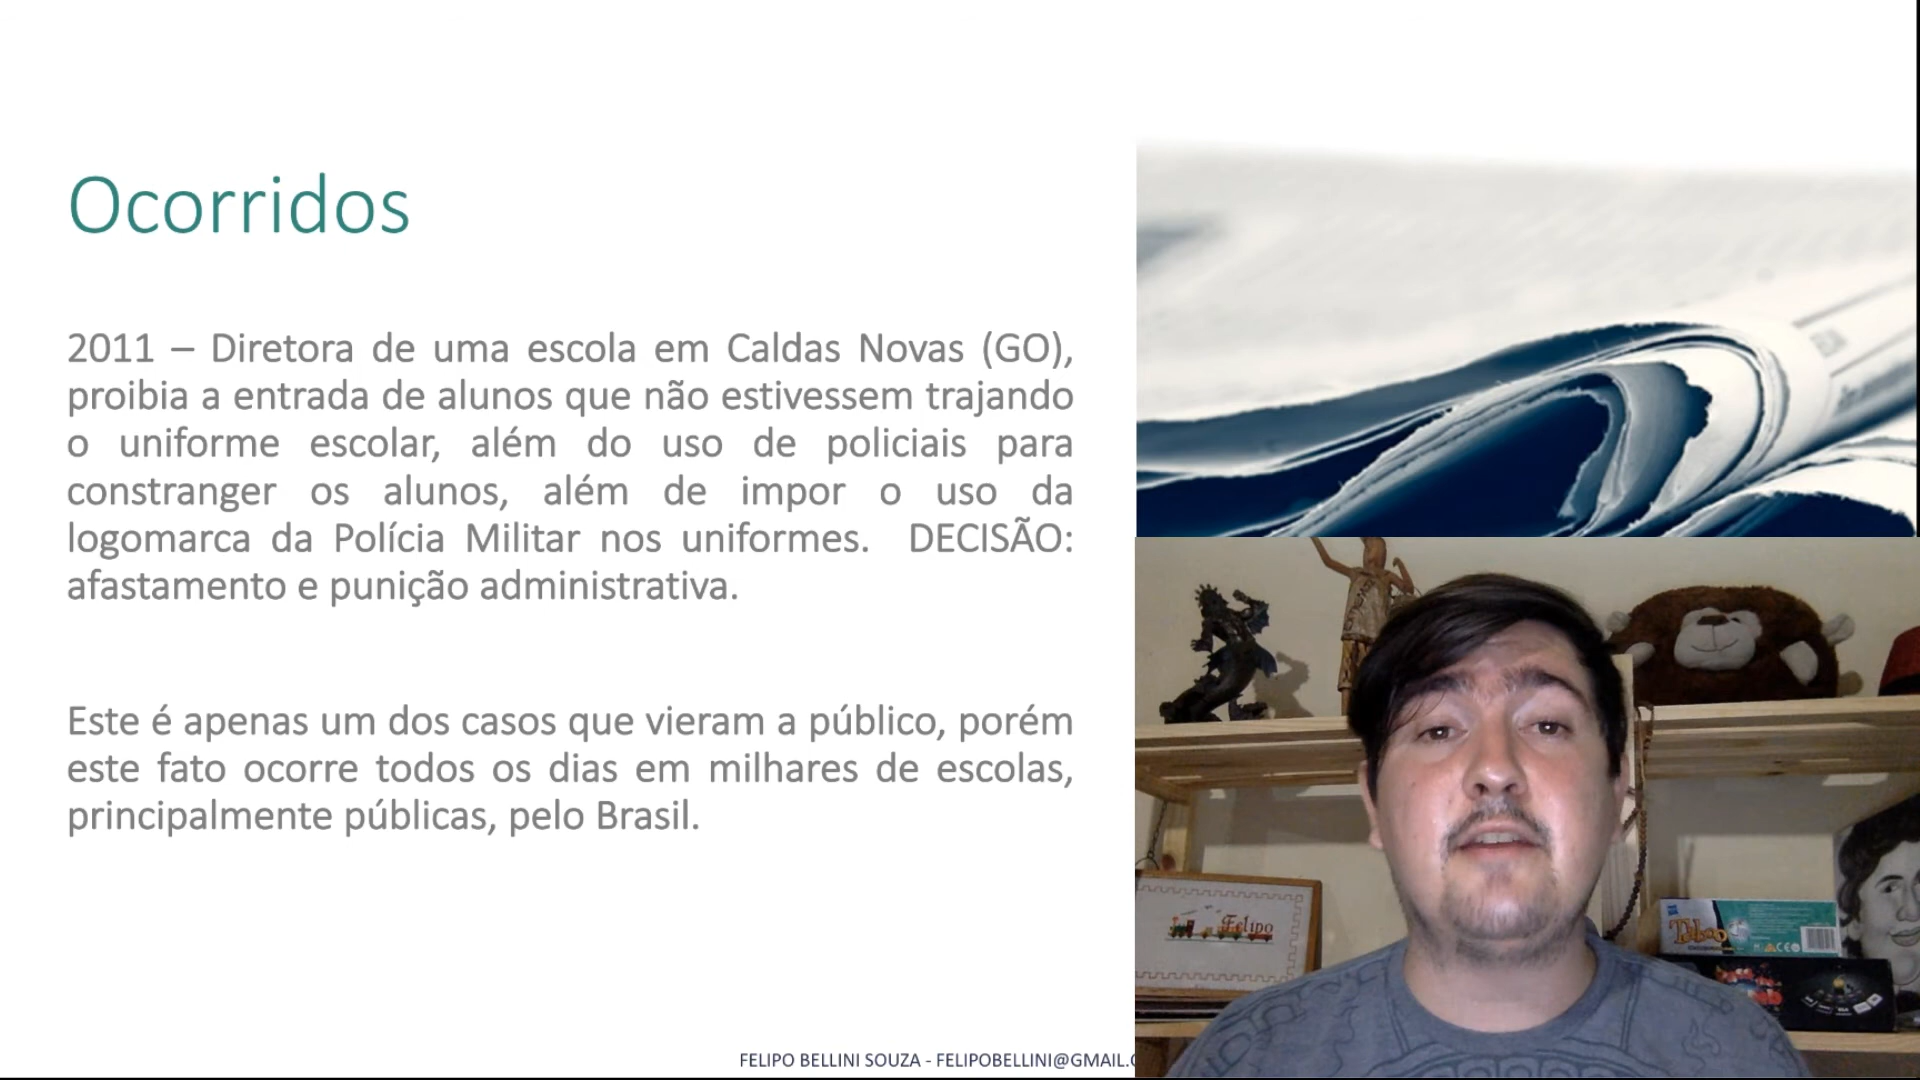 Ocorridos
2011 – Diretora de uma escola em Caldas Novas (GO),
proibia a entrada de alunos que não estivessem trajando
o uniforme escolar, além do uso de policiais para
constranger os alunos, além de impor o uso da
logomarca da Polícia Militar nos uniformes. DECISÃO:
afastamento e punição administrativa.
Este é apenas um dos casos que vieram a público, porém
este fato ocorre todos os dias em milhares de escolas,
principalmente públicas, pelo Brasil.
Felipo
Taboo
FELIPO BELLINI SOUZA - FELIPOBELLINI@GMAIL.C